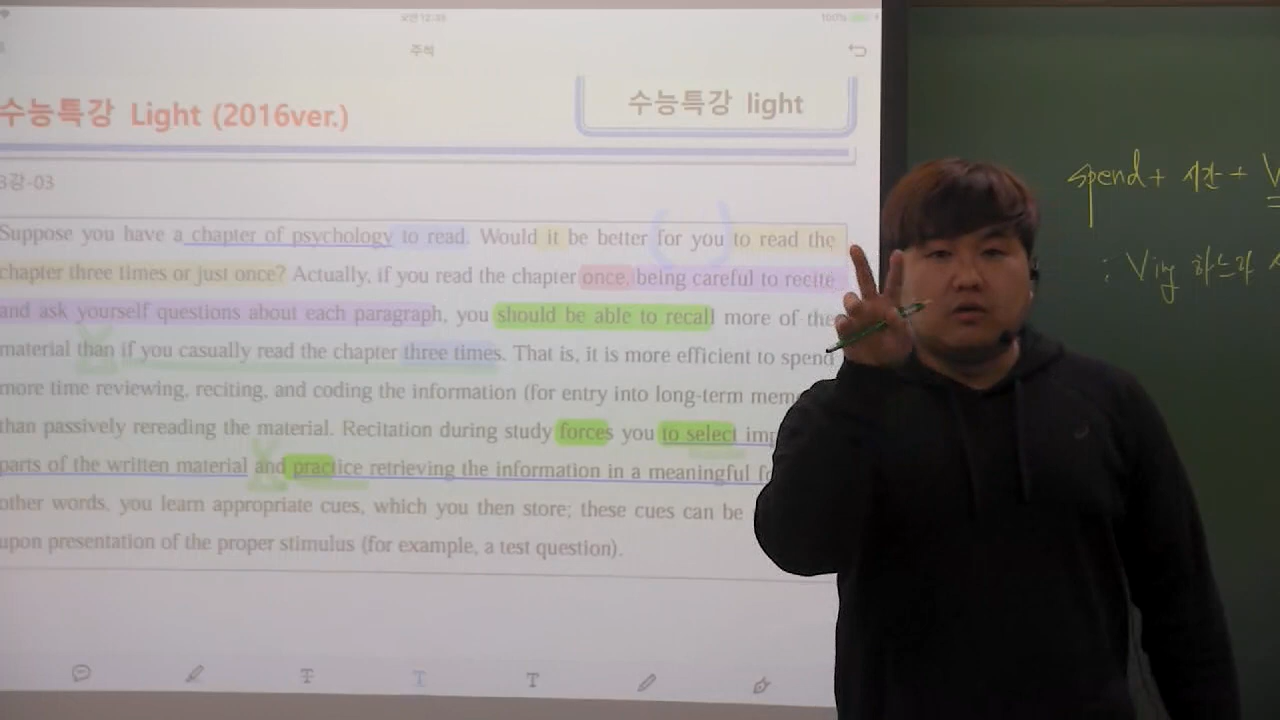 오전 12:35
100%
주석
수능특강 Light (2016ver.)
수능특강 light
3강-03
Suppose you have a chapter of psychology to read. Would it be better for you to read the
chapter three times or just once? Actually, if you read the chapter once, being careful to recite
and ask yourself questions about each paragraph, you should be able to recall more of the
material than if you casually read the chapter three times. That is, it is more efficient to spend
more time reviewing, reciting, and coding the information (for entry into long-term
than passively rereading the material. Recitation during study forces you to select
parts of the written material and practice retrieving the information in a meaningful
other words, you learn appropriate cues, which you then store; these cues can be
upon presentation of the proper stimulus (for example, a test question).
spend + 시간 + V
: Ving 하느라